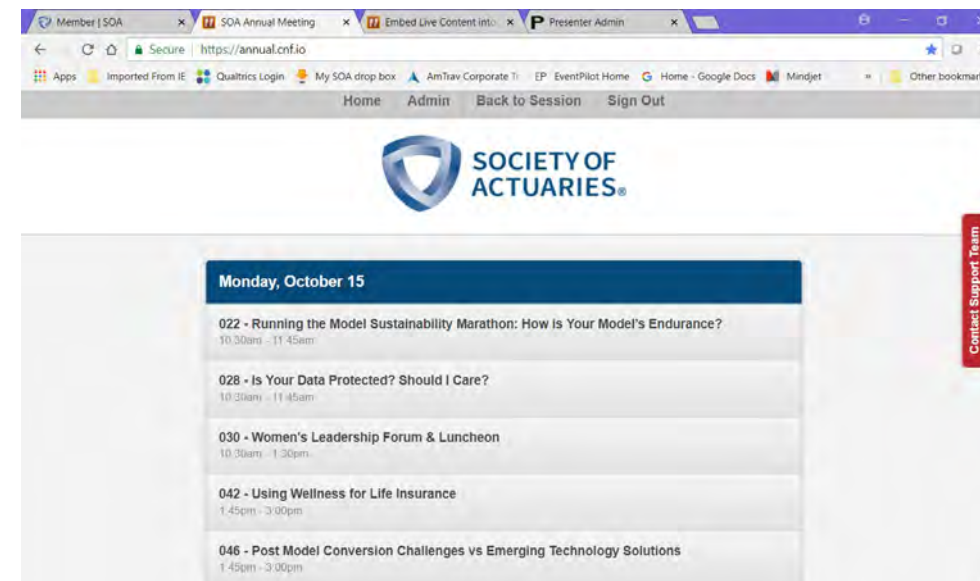 Member | SOA
SOA Annual Meeting
Embed Live Content into
Presenter Admin
Secure
https://annual.cnf.io
Apps
Imported From IE
Qualtrics Login
My SOA drop box
AmTrav Corporate
EP EventPilot Home
G Home - Google Docs
Mindjet
»
Other bookmar
Home Admin Back to Session Sign Out
SOCIETY OF
ACTUARIES®
Contact Support Team
Monday, October 15
022 - Running the Model Sustainability Marathon: How is Your Model's Endurance?
10:30am - 11:45am
028 - Is Your Data Protected? Should I Care?
10:30am - 11:45am
030 - Women's Leadership Forum & Luncheon
10:30am - 1:30pm
042 - Using Wellness for Life Insurance
1:45pm - 3:00pm
046 - Post Model Conversion Challenges vs Emerging Technology Solutions
1:45pm - 3:00pm